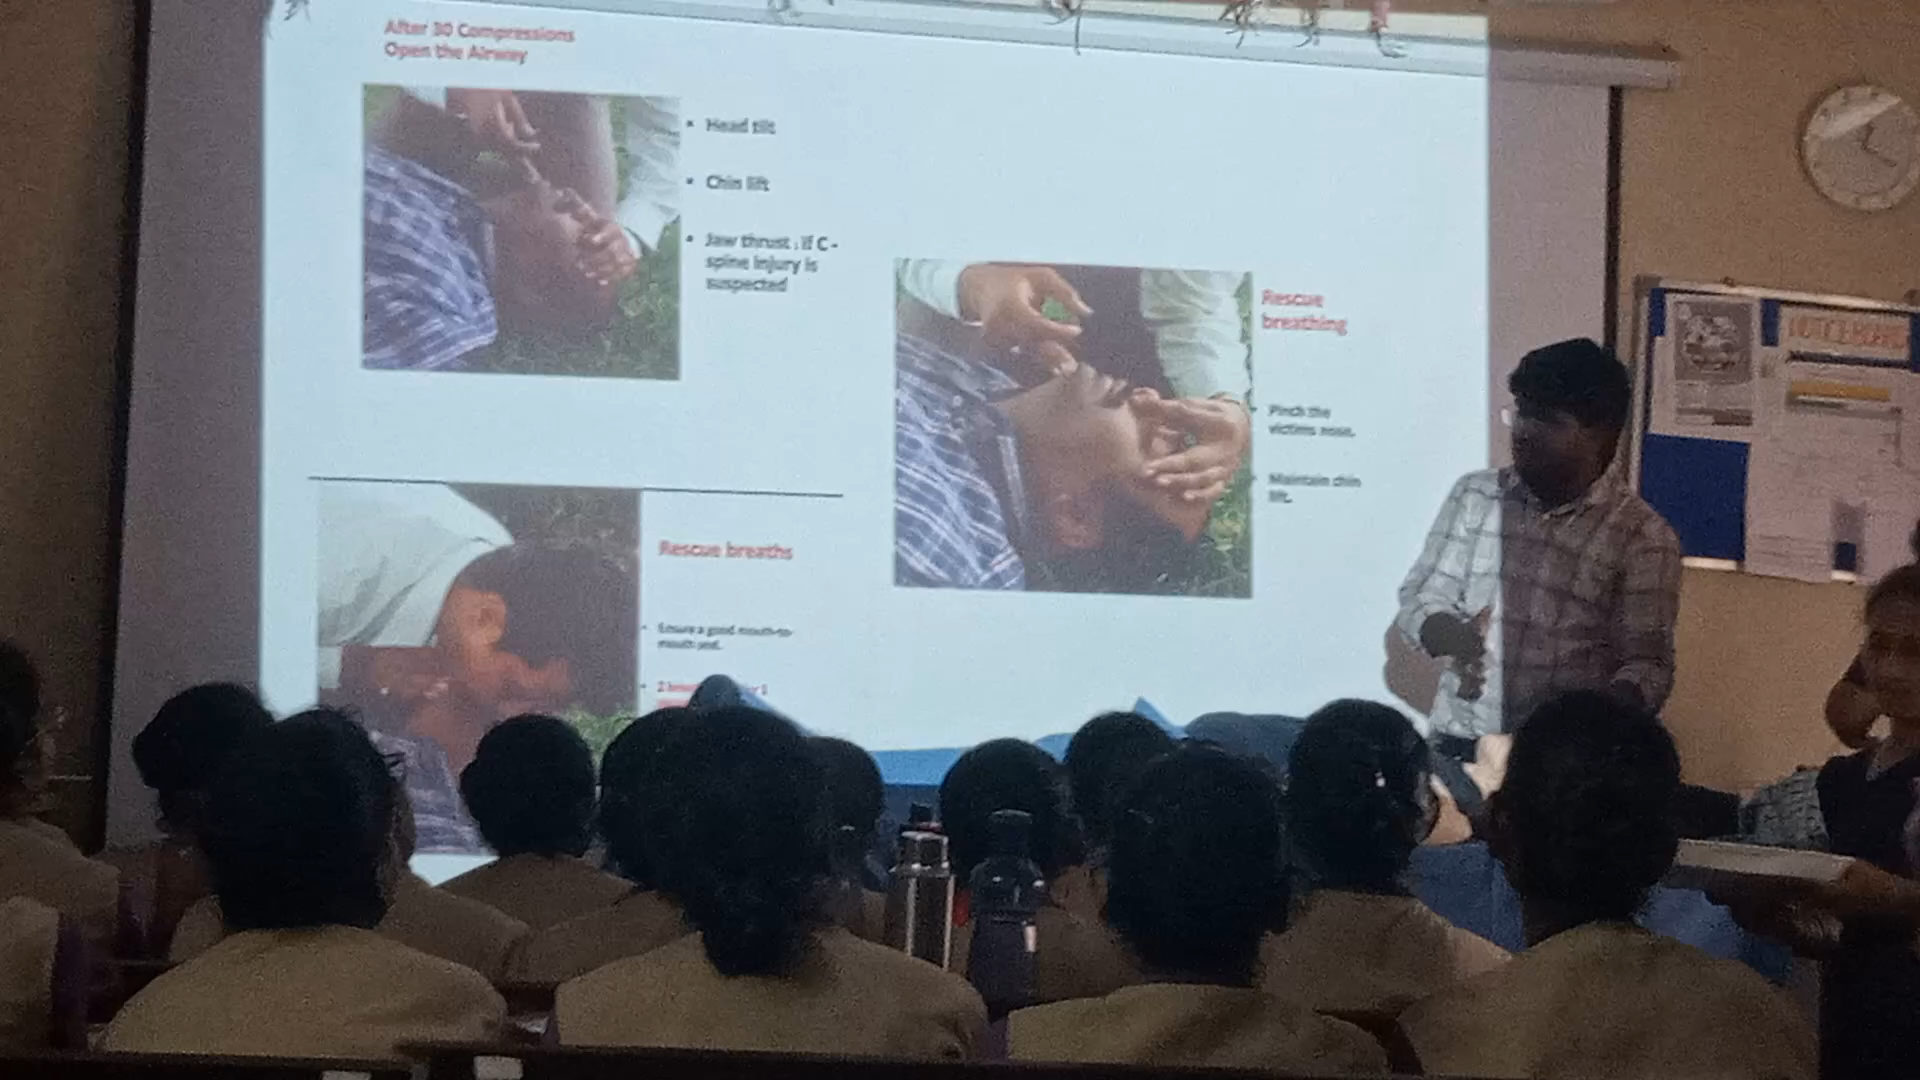 After 30 Compressions
Open the Airway
• Head tilt
• Chin lift
• Jaw thrust : if C -
spine injury is
suspected
Rescue
breathing
• Pinch the
victims nose.
• Maintain chin
lift.
Rescue breaths
• Ensure a good mouth-to-
mouth seal.
• 2